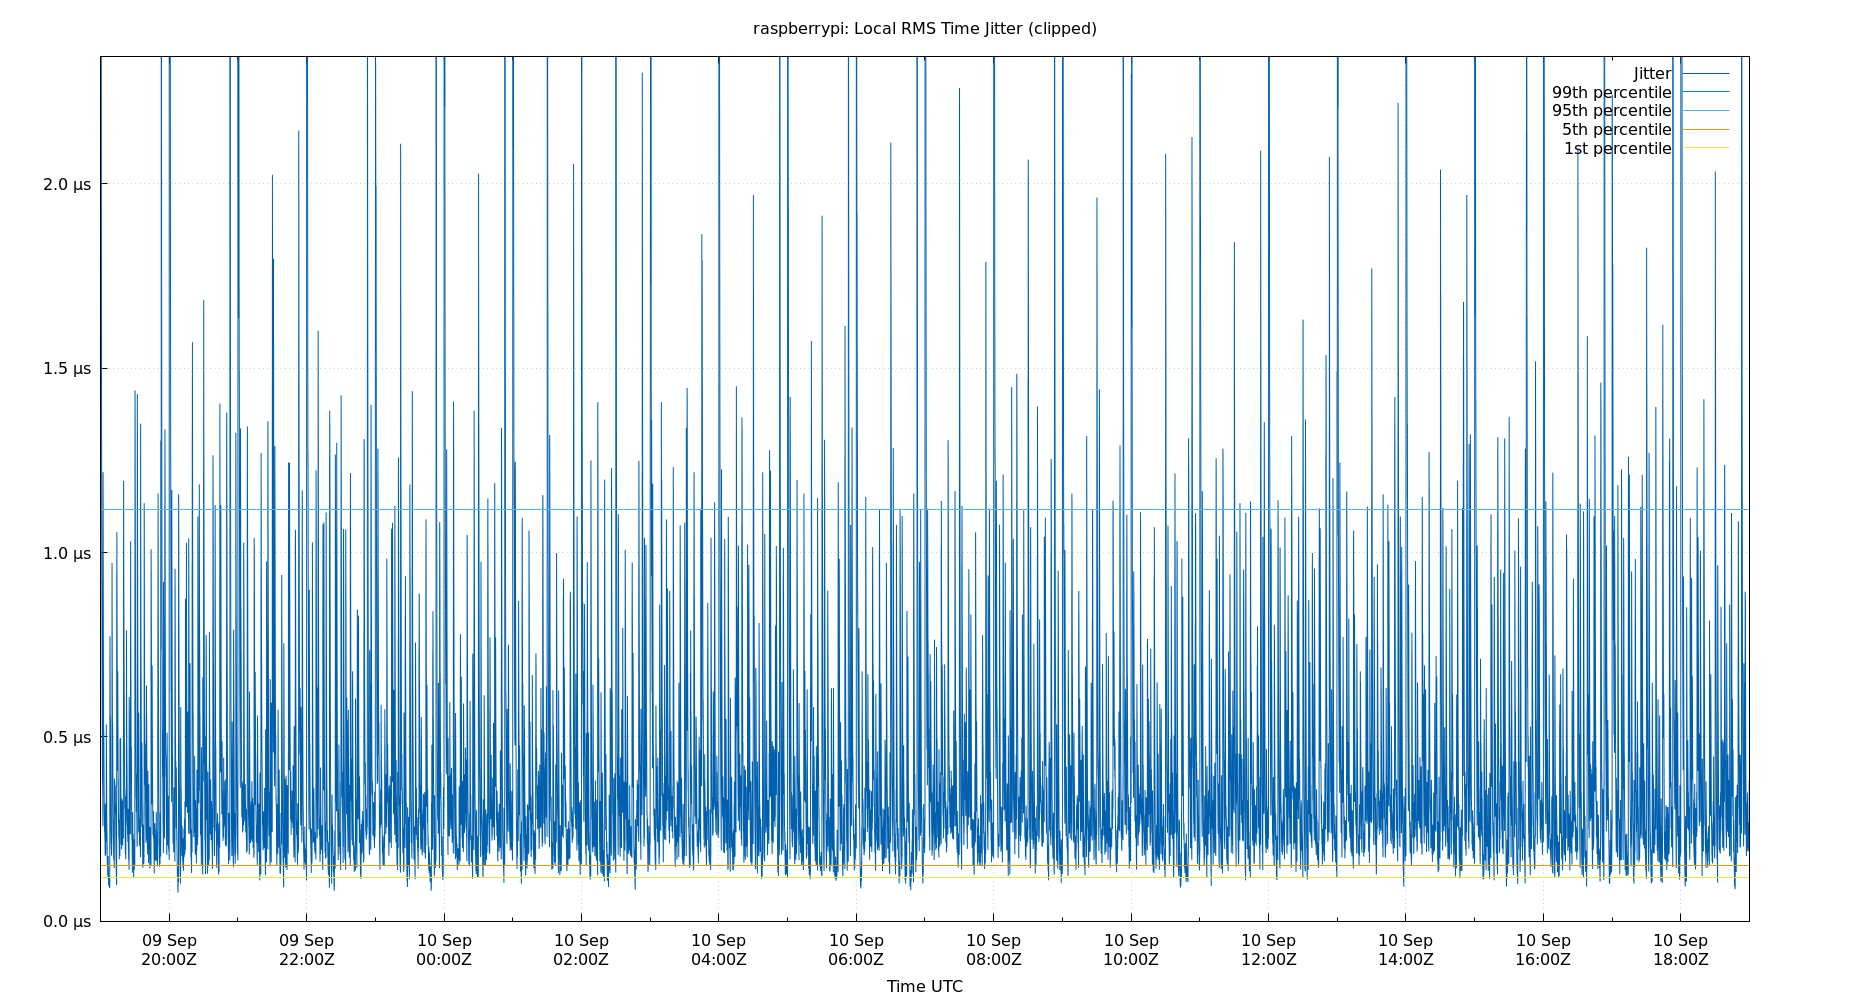 raspberrypi: Local RMS Time Jitter (clipped)
Jitter
99th percentile
95th percentile
5th percentile
1st percentile
2.0 µs
1.5 µs
1.0 µs
0.5 µs
0.0 µs
09 Sep 09 Sep 10 Sep 10 Sep 10 Sep 10 Sep 10 Sep 10 Sep 10 Sep 10 Sep 10 Sep 10 Sep
20:00Z 22:00Z 00:00Z 02:00Z 04:00Z 06:00Z 08:00Z 10:00Z 12:00Z 14:00Z 16:00Z 18:00Z
Time UTC